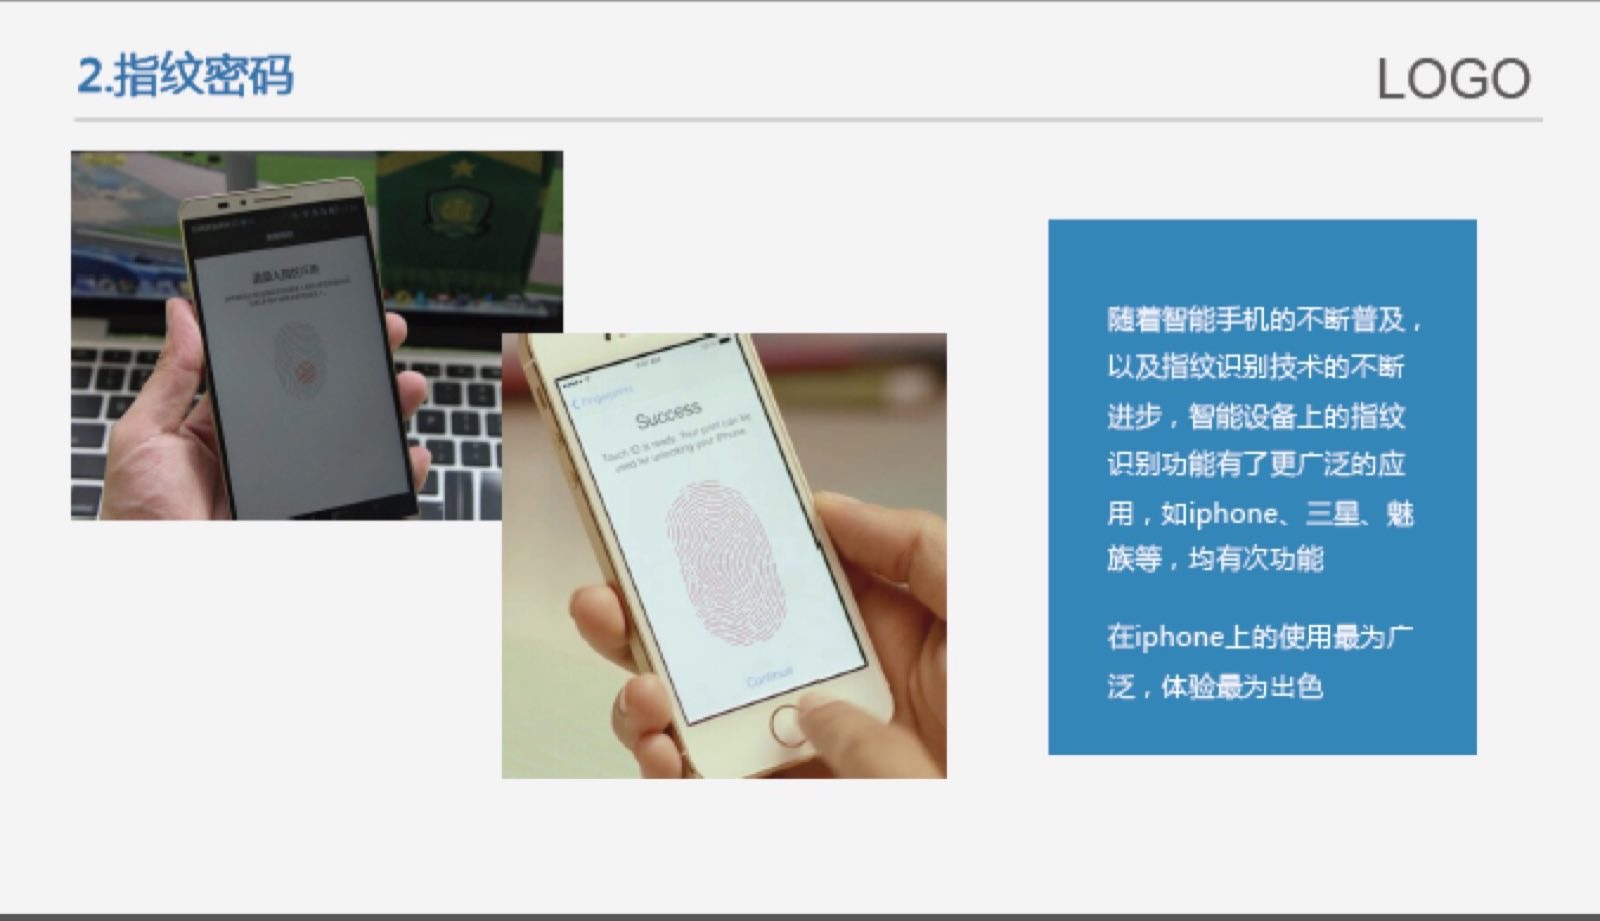 2.指纹密码
LOGO
Success
Touch ID is ready. Your print can be
used for unlocking your iPhone.
Continue
随着智能手机的不断普及，
以及指纹识别技术的不断
进步，智能设备上的指纹
识别功能有了更广泛的应
用，如iphone、三星、魅
族等，均有次功能
在iphone上的使用最为广
泛，体验最为出色